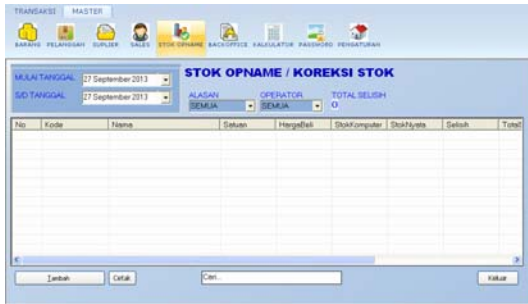 TRANSAKSI MASTER
BARANG PELANGGAN SUPLIER SALES STOK OPNAME BACKOFFICE KALKULATOR PASSWORD PENGATURAN
MULAI TANGGAL 27 September 2013
STOK OPNAME / KOREKSI STOK
S/D TANGGAL 27 September 2013
ALASAN OPERATOR TOTAL SELISIH
SEMUA SEMUA 0
No Kode Nama Satuan HargaBeli StokKomputer StokNyata Selisih TotalS
Tambah Cetak Cari... Keluar